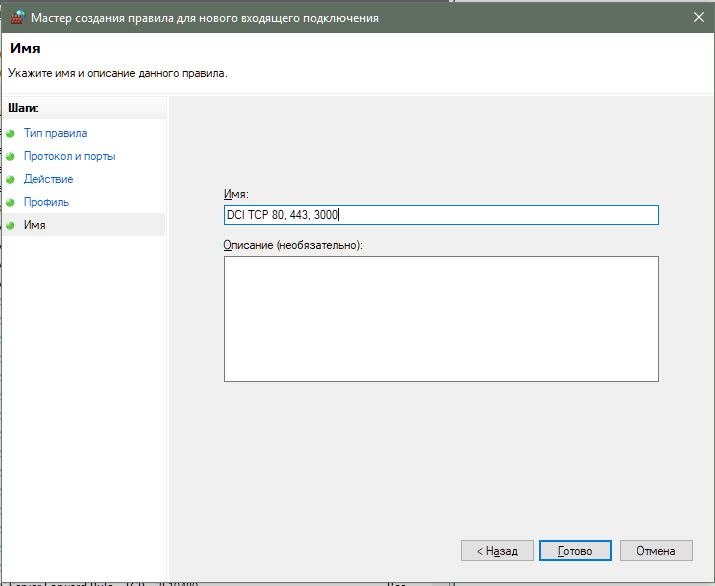 Мастер создания правила для нового входящего подключения
Имя
Укажите имя и описание данного правила.
Шаги:
Тип правила
Протокол и порты
Действие
Профиль
Имя
Имя:
DCI TCP 80, 443, 3000
Описание (необязательно):
< Назад
Готово
Отмена